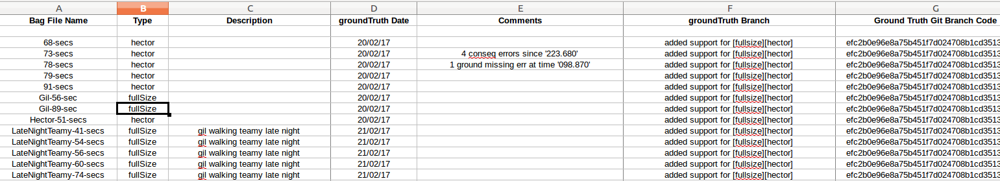 A B C D E F G
Bag File Name Type Description groundTruth Date Comments groundTruth Branch Ground Truth Git Branch Code
68-secs hector 20/02/17 added support for [fullsize][hector] efc2b0e96e8a75b451f7d024708b1cd3513
73-secs hector 20/02/17 4 conseq errors since '223.680' added support for [fullsize][hector] efc2b0e96e8a75b451f7d024708b1cd3513
78-secs hector 20/02/17 1 ground missing err at time '098.870' added support for [fullsize][hector] efc2b0e96e8a75b451f7d024708b1cd3513
79-secs hector 20/02/17 added support for [fullsize][hector] efc2b0e96e8a75b451f7d024708b1cd3513
91-secs hector 20/02/17 added support for [fullsize][hector] efc2b0e96e8a75b451f7d024708b1cd3513
Gil-56-sec fullSize 20/02/17 added support for [fullsize][hector] efc2b0e96e8a75b451f7d024708b1cd3513
Gil-89-sec fullSize 20/02/17 added support for [fullsize][hector] efc2b0e96e8a75b451f7d024708b1cd3513
Hector-51-secs hector 20/02/17 added support for [fullsize][hector] efc2b0e96e8a75b451f7d024708b1cd3513
LateNightTeamy-41-secs fullSize gil walking teamy late night 21/02/17 added support for [fullsize][hector] efc2b0e96e8a75b451f7d024708b1cd3513
LateNightTeamy-54-secs fullSize gil walking teamy late night 21/02/17 added support for [fullsize][hector] efc2b0e96e8a75b451f7d024708b1cd3513
LateNightTeamy-56-secs fullSize gil walking teamy late night 21/02/17 added support for [fullsize][hector] efc2b0e96e8a75b451f7d024708b1cd3513
LateNightTeamy-60-secs fullSize gil walking teamy late night 21/02/17 added support for [fullsize][hector] efc2b0e96e8a75b451f7d024708b1cd3513
LateNightTeamy-74-secs fullSize gil walking teamy late night 21/02/17 added support for [fullsize][hector] efc2b0e96e8a75b451f7d024708b1cd3513